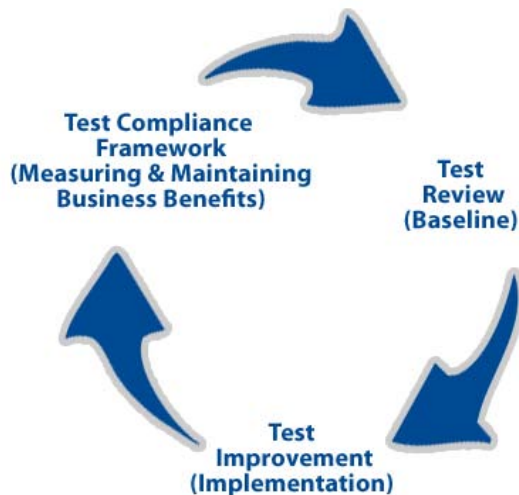 Test Compliance
Framework
(Measuring & Maintaining
Business Benefits)
Test
Review
(Baseline)
Test
Improvement
(Implementation)